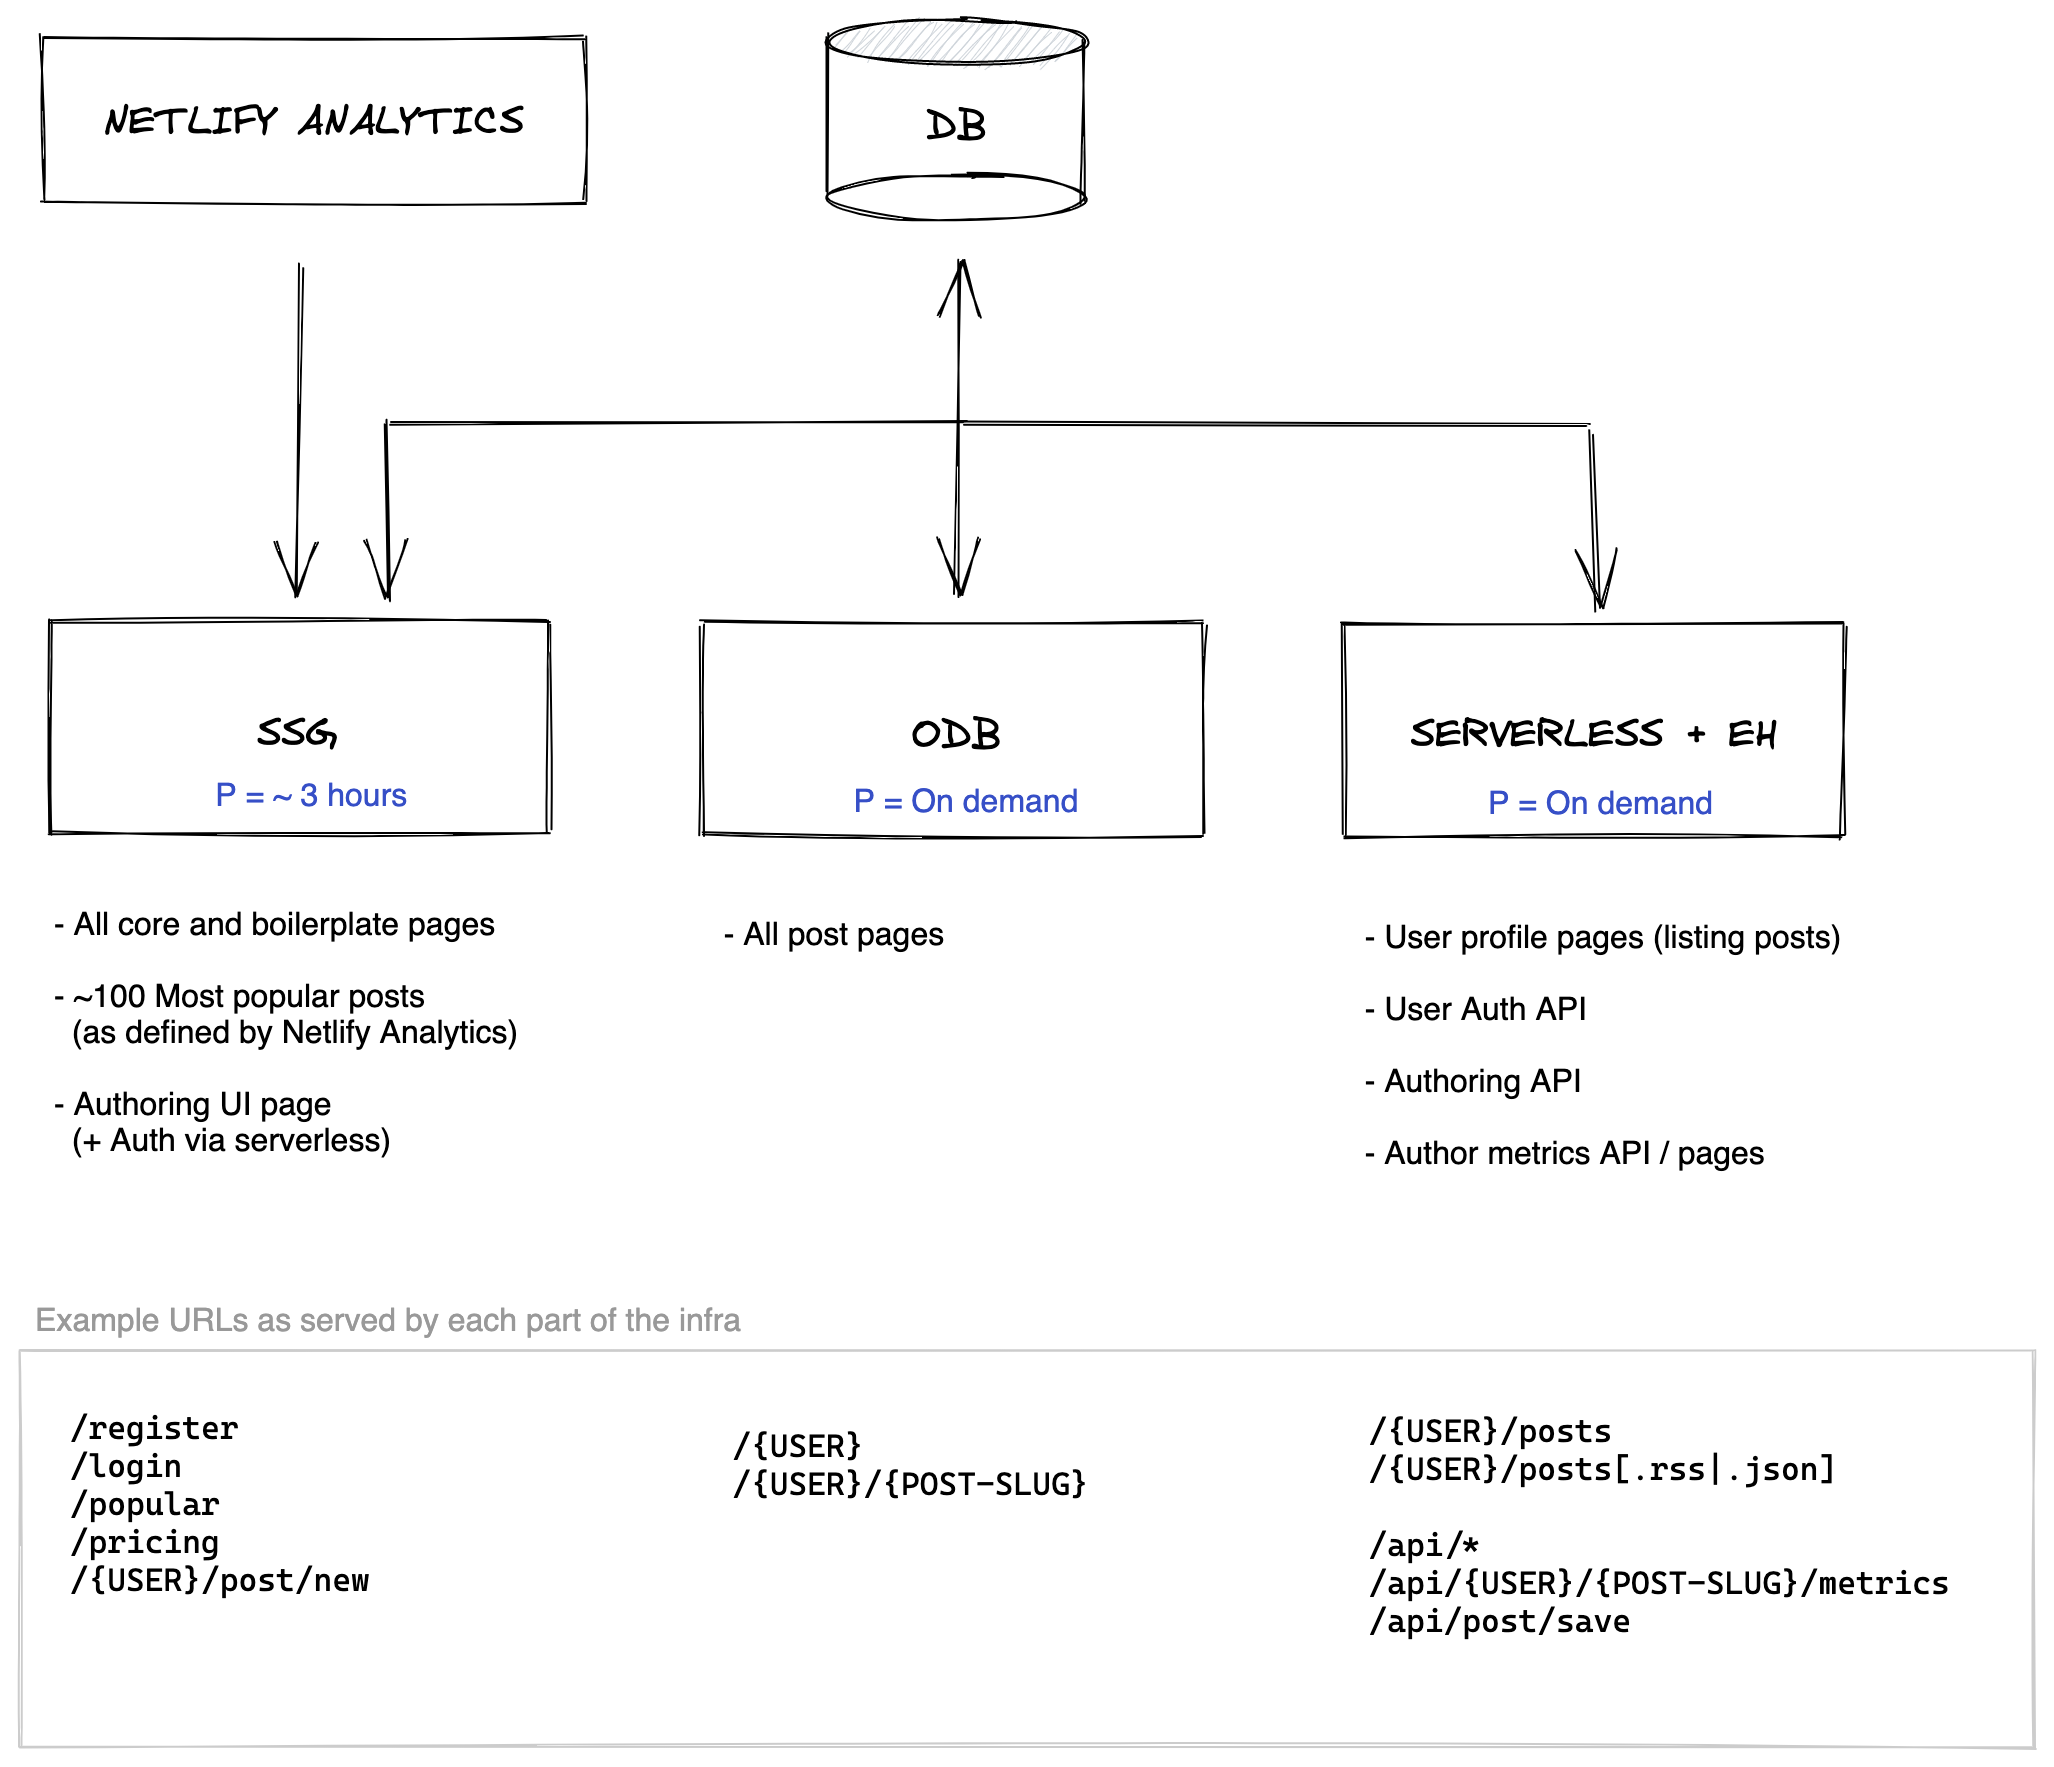 NETLIFY ANALYTICS
DB
SSG
P = ~ 3 hours
ODB
P = On demand
SERVERLESS + EH
P = On demand
- All core and boilerplate pages
- ~100 Most popular posts
(as defined by Netlify Analytics)
- Authoring UI page
(+ Auth via serverless)
- All post pages
- User profile pages (listing posts)
- User Auth API
- Authoring API
- Author metrics API / pages
Example URLs as served by each part of the infra
/register
/login
/popular
/pricing
/{USER}/post/new
/{USER}
/{USER}/{POST-SLUG}
/{USER}/posts
/{USER}/posts[.rss|.json]
/api/*
/api/{USER}/{POST-SLUG}/metrics
/api/post/save